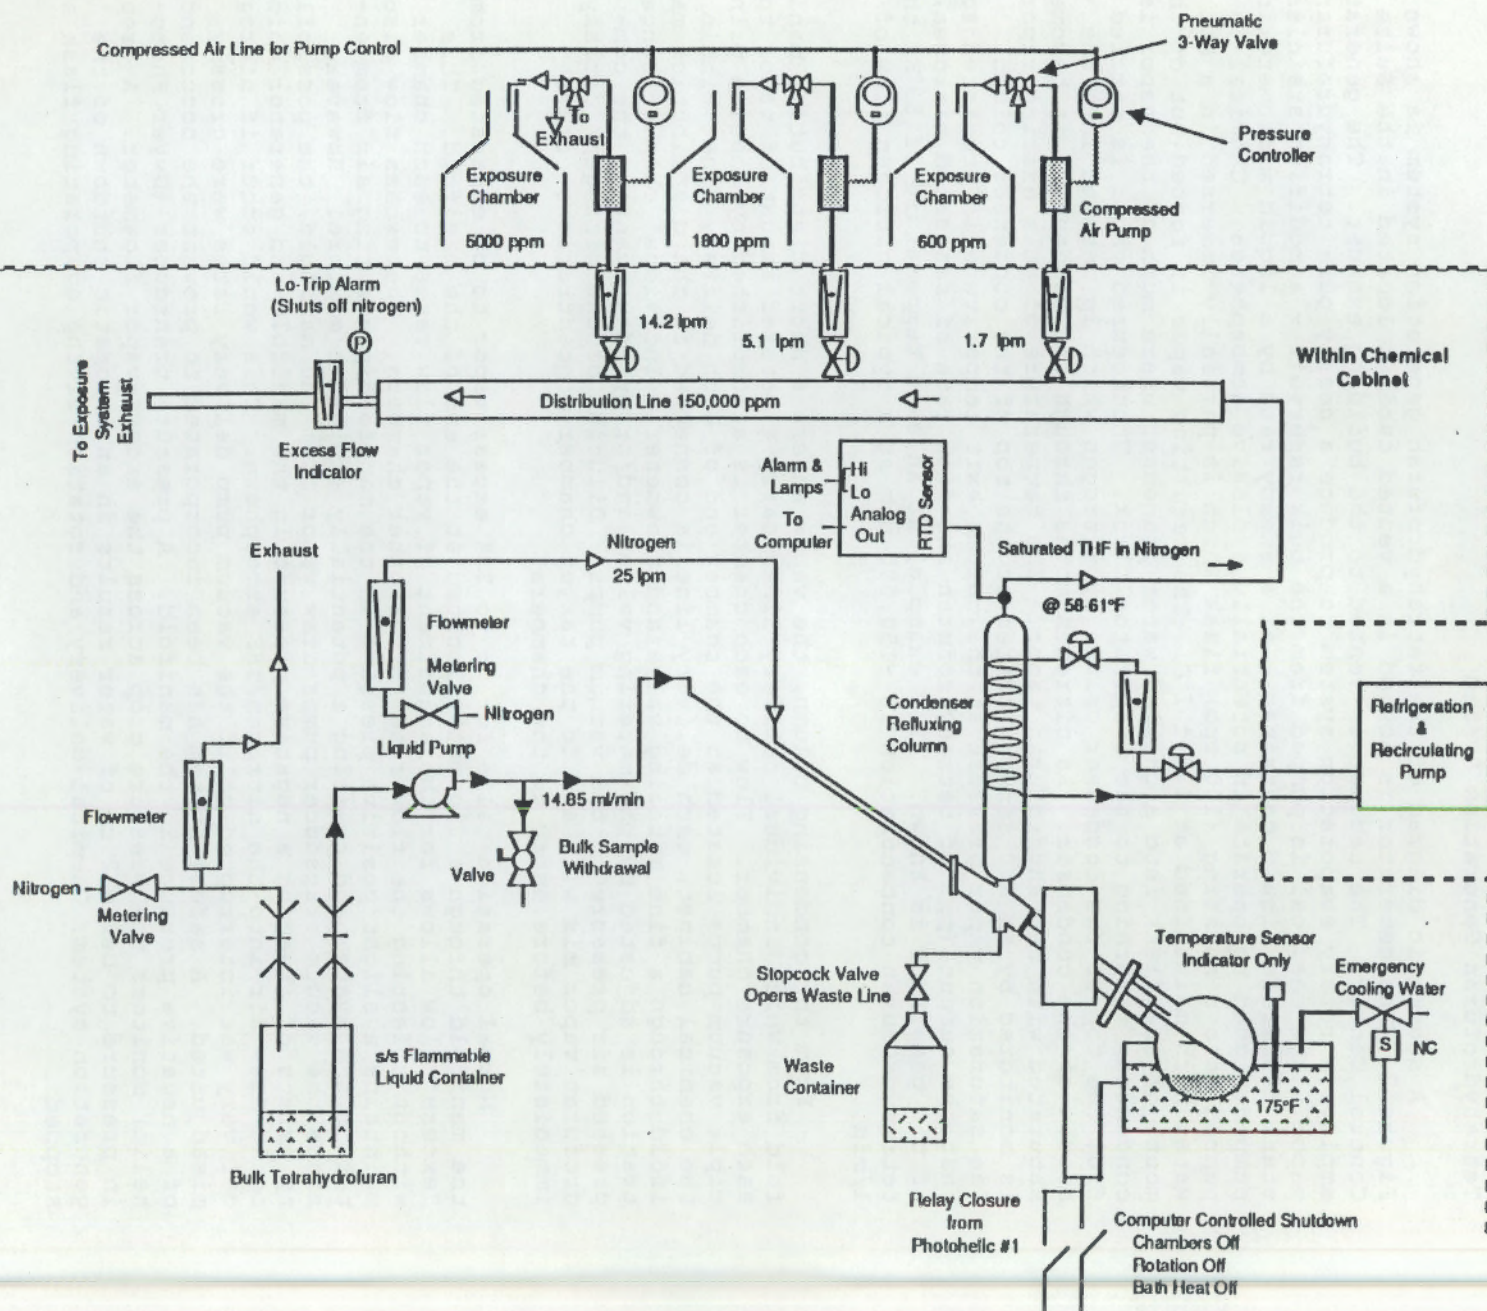 Pneumatic
3-Way Valve
Compressed Air Line for Pump Control
To
Exhaust
Pressure
Controller
Exposure
Chamber
5000 ppm
Exposure
Chamber
1800 ppm
Exposure
Chamber
600 ppm
Compressed
Air Pump
Lo-Trip Alarm
(Shuts off nitrogen)
P
14.2 lpm
5.1 lpm
1.7 lpm
Within Chemical
Cabinet
To Exposure
System
Exhaust
Distribution Line 150,000 ppm
Excess Flow
Indicator
Alarm &
Lamps
Hi
Lo
Analog
Out
RTD Sensor
To
Computer
Saturated THF In Nitrogen
@ 58-61°F
Exhaust
Nitrogen
25 lpm
Flowmeter
Metering
Valve
Nitrogen
Liquid Pump
14.85 ml/min
Bulk Sample
Withdrawal
Valve
Condenser
Refluxing
Column
Refrigeration
&
Recirculating
Pump
Flowmeter
Nitrogen
Metering
Valve
s/s Flammable
Liquid Container
Bulk Tetrahydrofuran
Stopcock Valve
Opens Waste Line
Waste
Container
Temperature Sensor
Indicator Only
Emergency
Cooling Water
S
NC
175°F
Relay Closure
from
Photohelic #1
Computer Controlled Shutdown
Chambers Off
Rotation Off
Bath Heat Off